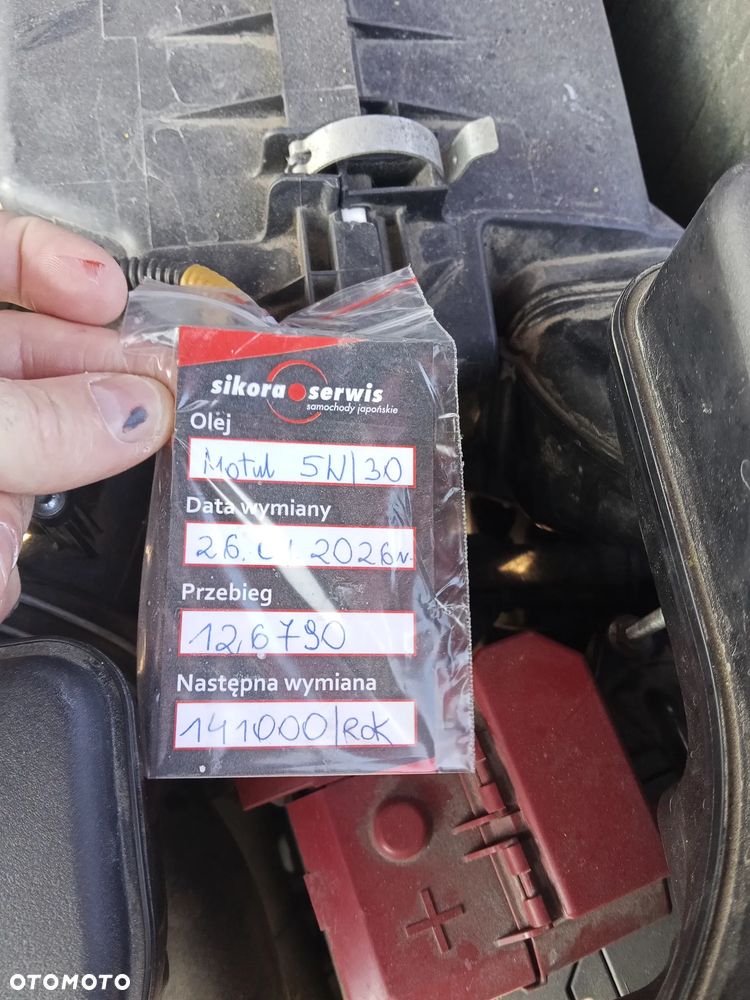 sikora serwis
samochody japońskie
Olej
Motul 5W/30
Data wymiany
26. 2026r.
Przebieg
126790
Następna wymiana
141000/Rok
OTOMOTO